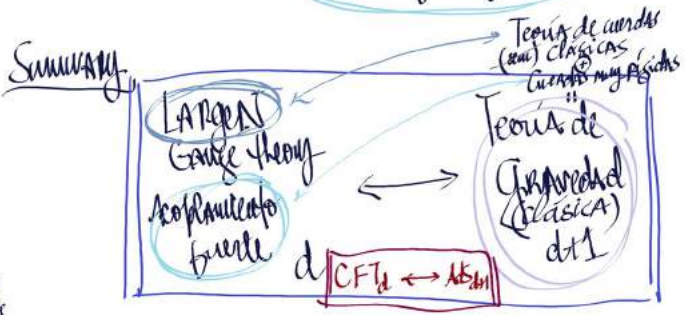 Summary
Teoría de cuerdas
(semi) clásicas
+
Cuerdas muy rígidas
"
LARGE N
Gauge theory
Acoplamiento
fuerte
d
Teoría de
GRAVEDAD
(clásica)
d+1
CFT_d ↔ AdS_{d+1}